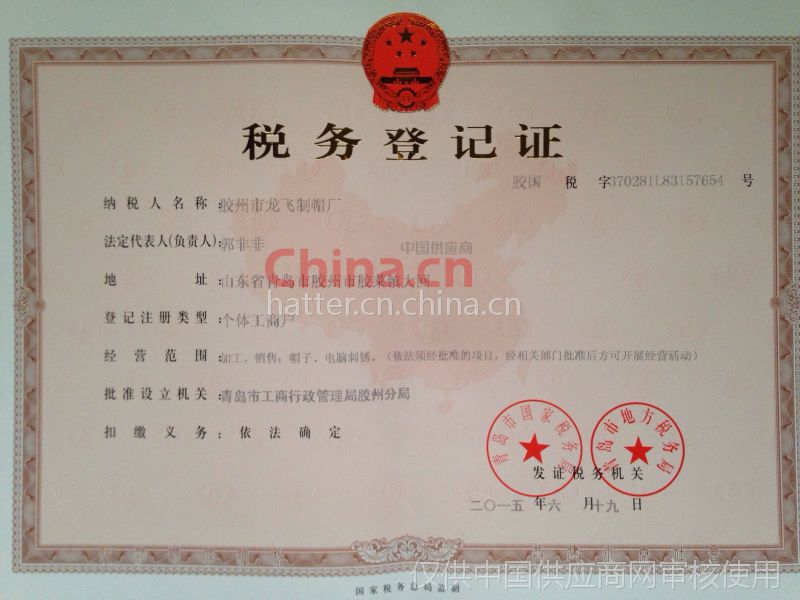 税务登记证
胶国 税 字370281L83157654 号
纳税人名称:胶州市龙飞制帽厂
法定代表人(负责人):郭非非
中国供应商
China.cn
地 址:山东省青岛市胶州市胶莱镇大回
hatter.cn.china.cn
登记注册类型:个体工商户
经营范围:加工、销售:帽子、电脑刺绣。(依法须经批准的项目,经相关部门批准后方可开展经营活动)
批准设立机关:青岛市工商行政管理局胶州分局
扣缴义务:依法确定
青岛市国家税务局
青岛市地方税务局
发证税务机关
二〇一五 年六 月十九日
仅供中国供应商网审核使用
国家税务总局监制